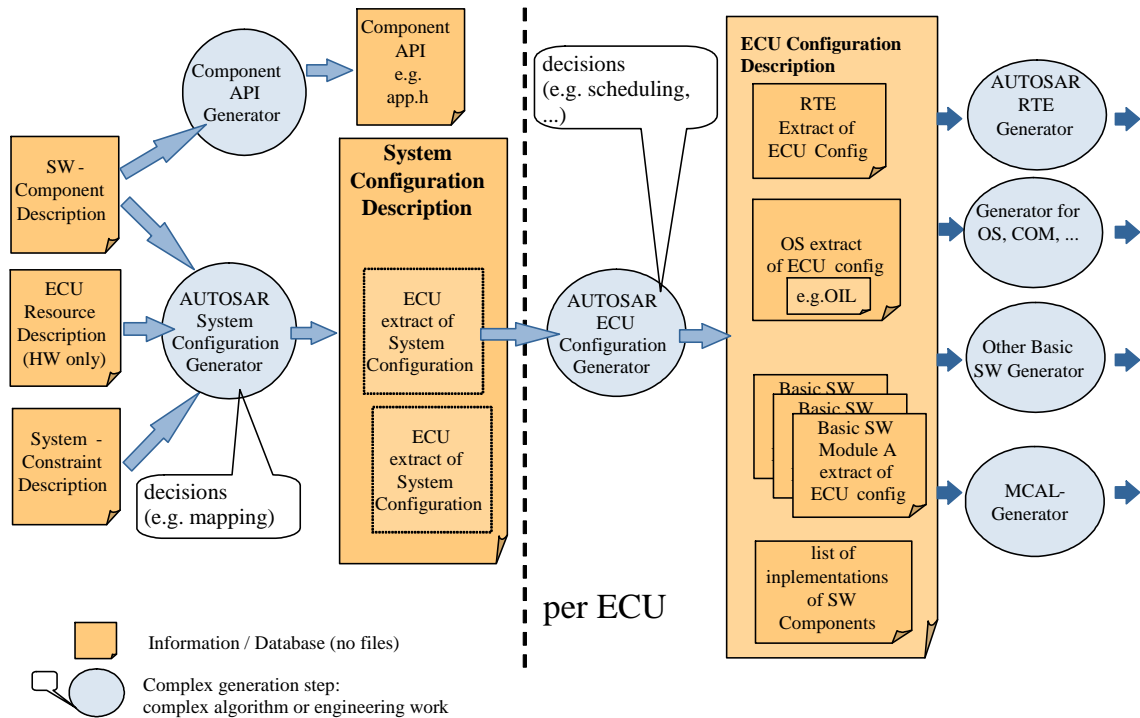 Component
API
Generator
Component
API
e.g.
app.h
SW -
Component
Description
ECU
Resource
Description
(HW only)
System -
Constraint
Description
AUTOSAR
System
Configuration
Generator
decisions
(e.g. mapping)
System
Configuration
Description
ECU
extract of
System
Configuration
ECU
extract of
System
Configuration
decisions
(e.g. scheduling,
...)
AUTOSAR
ECU
Configuration
Generator
per ECU
ECU Configuration
Description
RTE
Extract of
ECU Config
OS extract
of ECU config
e.g.OIL
Basic SW
Basic SW
Basic SW
Module A
extract of
ECU config
list of
inplementations
of SW
Components
AUTOSAR
RTE
Generator
Generator for
OS, COM, ...
Other Basic
SW Generator
MCAL-
Generator
Information / Database (no files)
Complex generation step:
complex algorithm or engineering work